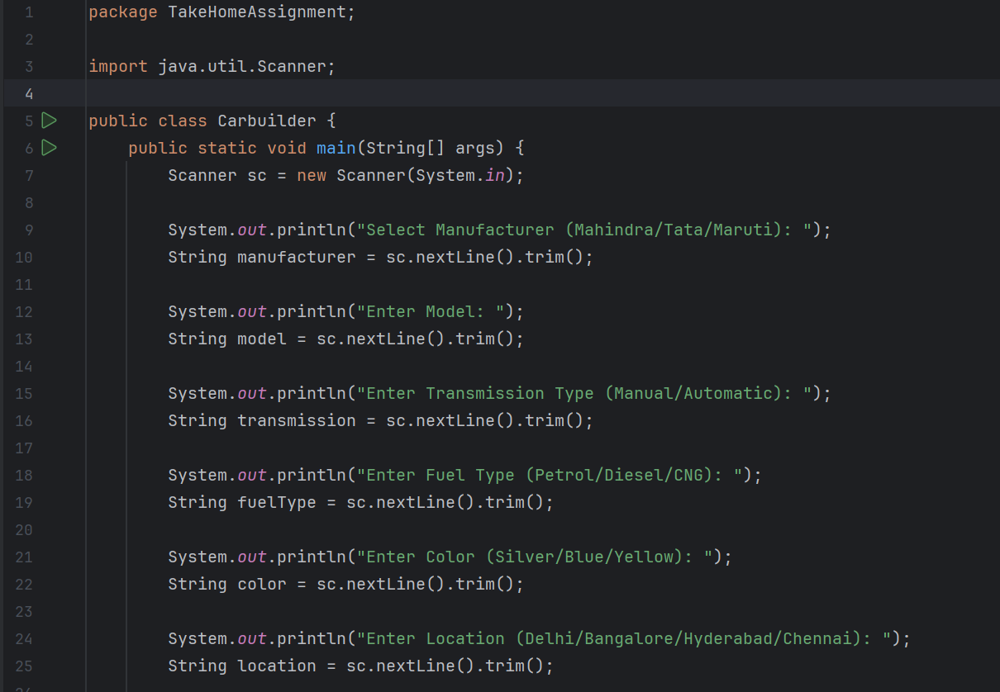 1 package TakeHomeAssignment;
2
3 import java.util.Scanner;
4
5 public class Carbuilder {
6 public static void main(String[] args) {
7 Scanner sc = new Scanner(System.in);
8
9 System.out.println("Select Manufacturer (Mahindra/Tata/Maruti): ");
10 String manufacturer = sc.nextLine().trim();
11
12 System.out.println("Enter Model: ");
13 String model = sc.nextLine().trim();
14
15 System.out.println("Enter Transmission Type (Manual/Automatic): ");
16 String transmission = sc.nextLine().trim();
17
18 System.out.println("Enter Fuel Type (Petrol/Diesel/CNG): ");
19 String fuelType = sc.nextLine().trim();
20
21 System.out.println("Enter Color (Silver/Blue/Yellow): ");
22 String color = sc.nextLine().trim();
23
24 System.out.println("Enter Location (Delhi/Bangalore/Hyderabad/Chennai): ");
25 String location = sc.nextLine().trim();